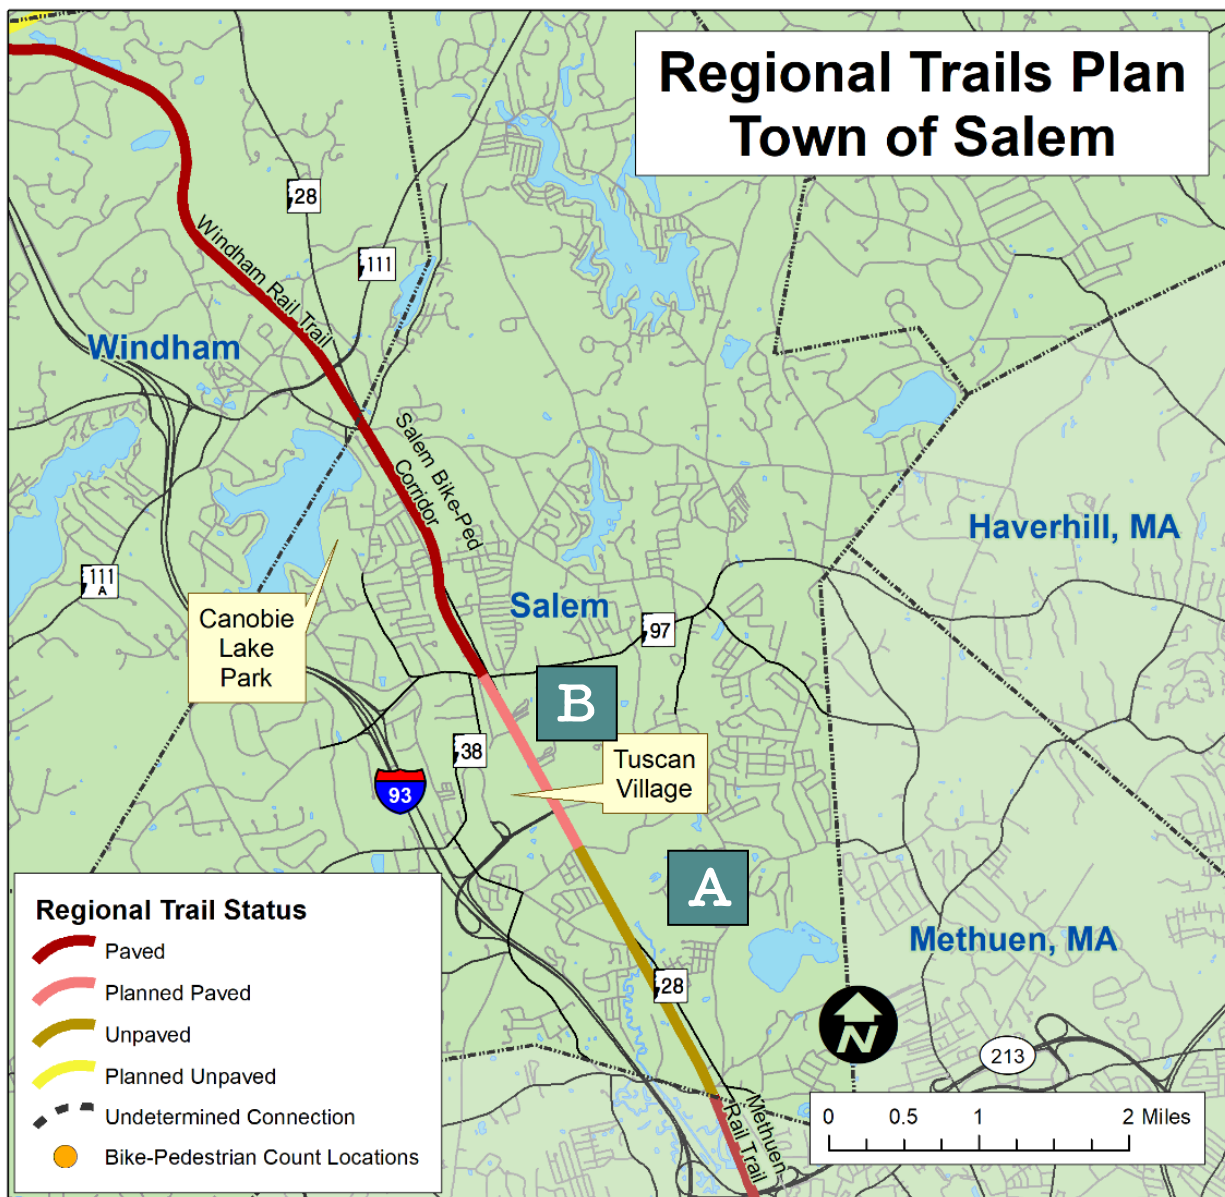 Regional Trails Plan
Town of Salem
28
Windham Rail Trail
111
Windham
Salem Bike-Ped
Corridor
Haverhill, MA
111
A
Canobie
Lake
Park
Salem
97
B
38
Tuscan
Village
93
A
Methuen, MA
28
N
213
Methuen
Rail Trail
Regional Trail Status
Paved
Planned Paved
Unpaved
Planned Unpaved
Undetermined Connection
Bike-Pedestrian Count Locations
0 0.5 1 2 Miles